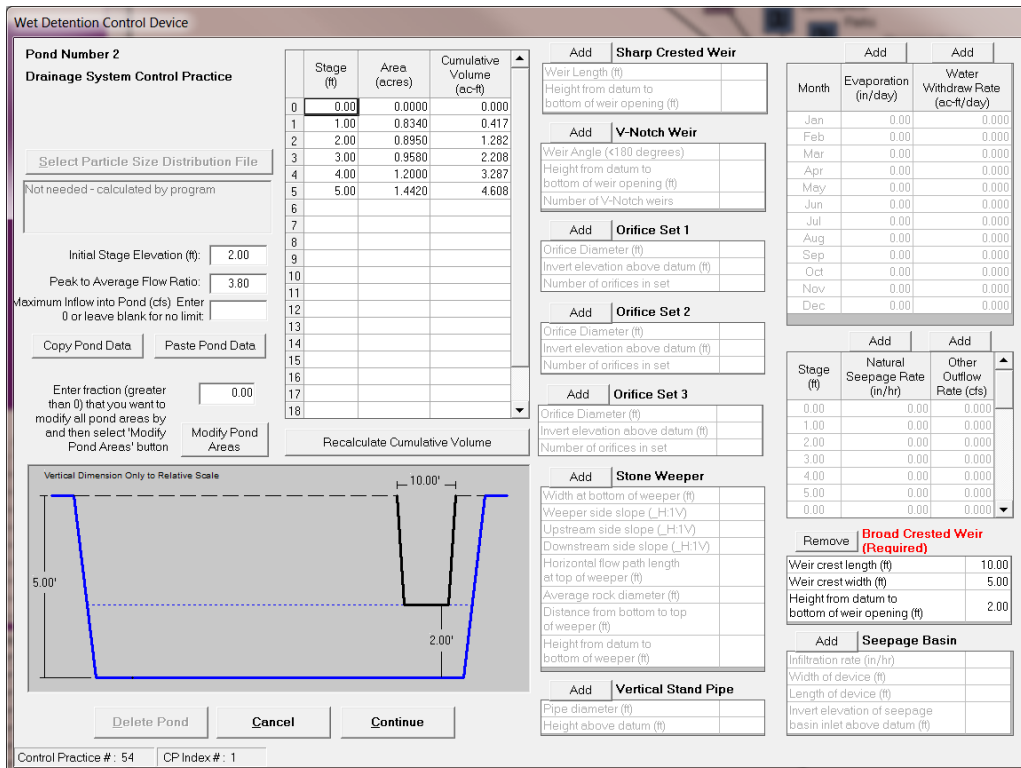 Wet Detention Control Device
Pond Number 2
Drainage System Control Practice
Select Particle Size Distribution File
Not needed - calculated by program
Initial Stage Elevation (ft): 2.00
Peak to Average Flow Ratio: 3.80
Maximum Inflow into Pond (cfs) Enter
0 or leave blank for no limit:
Copy Pond Data Paste Pond Data
Enter fraction (greater
than 0) that you want to
modify all pond areas by
and then select 'Modify
Pond Areas' button
0.00
Modify Pond
Areas
Stage
(ft)
Area
(acres)
Cumulative
Volume
(ac-ft)
0 0.00 0.0000 0.000
1 1.00 0.8340 0.417
2 2.00 0.8950 1.282
3 3.00 0.9580 2.208
4 4.00 1.2000 3.287
5 5.00 1.4420 4.608
6
7
8
9
10
11
12
13
14
15
16
17
18
Recalculate Cumulative Volume
Vertical Dimension Only to Relative Scale
10.00'
5.00'
2.00'
Delete Pond Cancel Continue
Control Practice #: 54 CP Index #: 1
Add Sharp Crested Weir
Weir Length (ft)
Height from datum to
bottom of weir opening (ft)
Add V-Notch Weir
Weir Angle (<180 degrees)
Height from datum to
bottom of weir opening (ft)
Number of V-Notch weirs
Add Orifice Set 1
Orifice Diameter (ft)
Invert elevation above datum (ft)
Number of orifices in set
Add Orifice Set 2
Orifice Diameter (ft)
Invert elevation above datum (ft)
Number of orifices in set
Add Orifice Set 3
Orifice Diameter (ft)
Invert elevation above datum (ft)
Number of orifices in set
Add Stone Weeper
Width at bottom of weeper (ft)
Weeper side slope (_H:1V)
Upstream side slope (_H:1V)
Downstream side slope (_H:1V)
Horizontal flow path length
at top of weeper (ft)
Average rock diameter (ft)
Distance from bottom to top
of weeper (ft)
Height from datum to
bottom of weeper (ft)
Add Vertical Stand Pipe
Pipe diameter (ft)
Height above datum (ft)
Add Add
Month
Evaporation
(in/day)
Water
Withdraw Rate
(ac-ft/day)
Jan 0.00 0.000
Feb 0.00 0.000
Mar 0.00 0.000
Apr 0.00 0.000
May 0.00 0.000
Jun 0.00 0.000
Jul 0.00 0.000
Aug 0.00 0.000
Sep 0.00 0.000
Oct 0.00 0.000
Nov 0.00 0.000
Dec 0.00 0.000
Add Add
Stage
(ft)
Natural
Seepage Rate
(in/hr)
Other
Outflow
Rate (cfs)
0.00 0.00 0.000
1.00 0.00 0.000
2.00 0.00 0.000
3.00 0.00 0.000
4.00 0.00 0.000
5.00 0.00 0.000
0.00 0.00 0.000
Remove Broad Crested Weir
(Required)
Weir crest length (ft) 10.00
Weir crest width (ft) 5.00
Height from datum to
bottom of weir opening (ft) 2.00
Add Seepage Basin
Infiltration rate (in/hr)
Width of device (ft)
Length of device (ft)
Invert elevation of seepage
basin inlet above datum (ft)